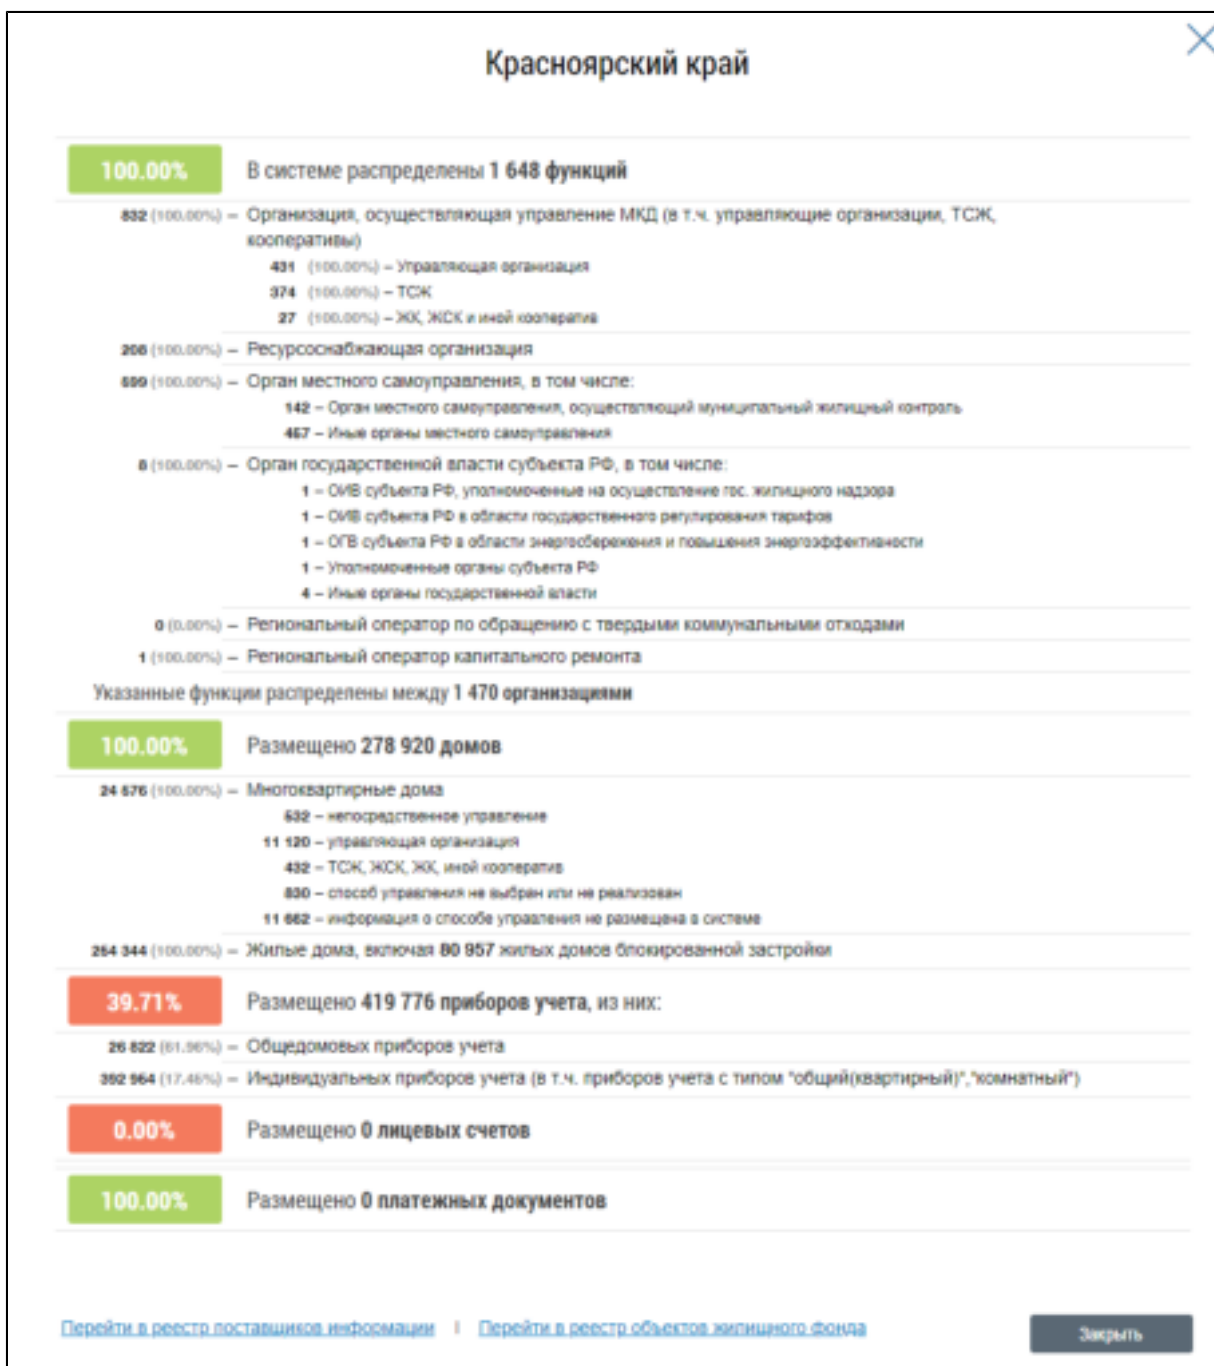 Красноярский край
100.00% В системе распределены 1 648 функций
832 (100.00%) – Организация, осуществляющая управление МКД (в т.ч. управляющие организации, ТСЖ,
кооперативы)
431 (100.00%) – Управляющая организация
374 (100.00%) – ТСЖ
27 (100.00%) – ЖК, ЖСК и иной кооператив
208 (100.00%) – Ресурсоснабжающая организация
599 (100.00%) – Орган местного самоуправления, в том числе:
142 – Орган местного самоуправления, осуществляющий муниципальный жилищный контроль
457 – Иные органы местного самоуправления
8 (100.00%) – Орган государственной власти субъекта РФ, в том числе:
1 – ОИВ субъекта РФ, уполномоченные на осуществление гос. жилищного надзора
1 – ОИВ субъекта РФ в области государственного регулирования тарифов
1 – ОГВ субъекта РФ в области энергосбережения и повышения энергоэффективности
1 – Уполномоченные органы субъекта РФ
4 – Иные органы государственной власти
0 (0.00%) – Региональный оператор по обращению с твердыми коммунальными отходами
1 (100.00%) – Региональный оператор капитального ремонта
Указанные функции распределены между 1 470 организациями
100.00% Размещено 278 920 домов
24 576 (100.00%) – Многоквартирные дома
532 – непосредственное управление
11 120 – управляющая организация
432 – ТСЖ, ЖСК, ЖК, иной кооператив
830 – способ управления не выбран или не реализован
11 662 – информация о способе управления не размещена в системе
254 344 (100.00%) – Жилые дома, включая 80 957 жилых домов блокированной застройки
39.71% Размещено 419 776 приборов учета, из них:
26 822 (61.96%) – Общедомовых приборов учета
392 954 (17.46%) – Индивидуальных приборов учета (в т.ч. приборов учета с типом "общий(квартирный)","комнатный")
0.00% Размещено 0 лицевых счетов
100.00% Размещено 0 платежных документов
Перейти в реестр поставщиков информации | Перейти в реестр объектов жилищного фонда
Закрыть